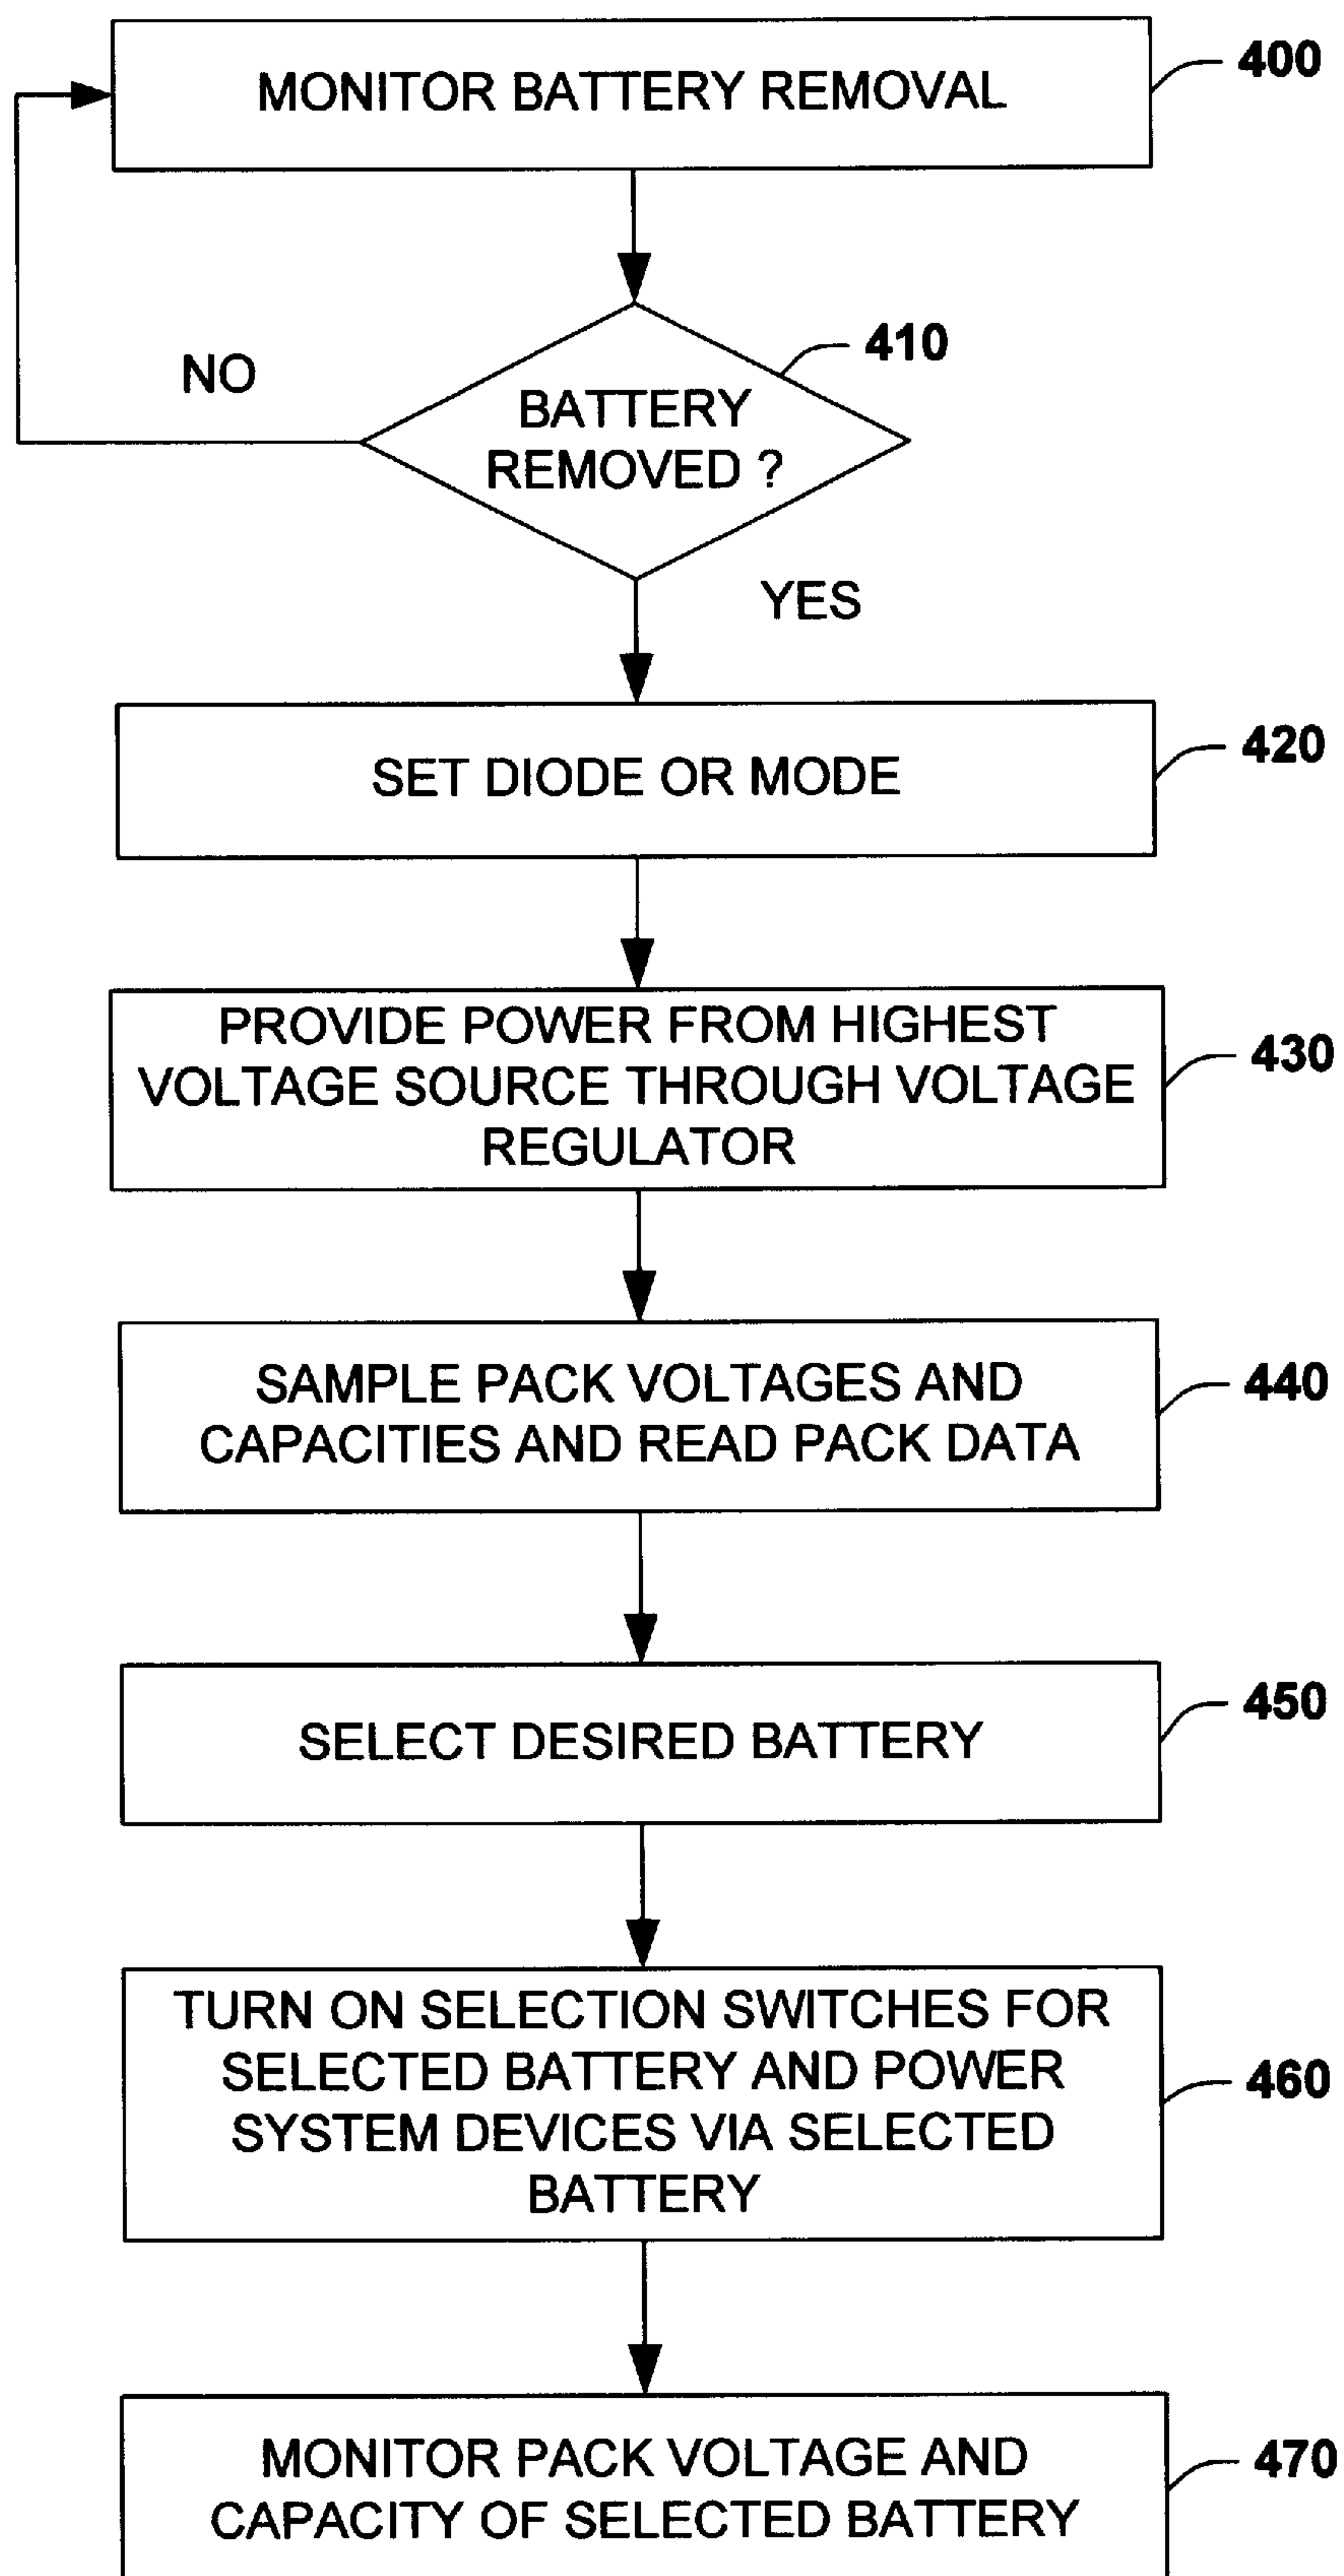 MONITOR BATTERY REMOVAL
400
410
NO
BATTERY
REMOVED ?
YES
SET DIODE OR MODE
420
PROVIDE POWER FROM HIGHEST
VOLTAGE SOURCE THROUGH VOLTAGE
REGULATOR
430
SAMPLE PACK VOLTAGES AND
CAPACITIES AND READ PACK DATA
440
SELECT DESIRED BATTERY
450
TURN ON SELECTION SWITCHES FOR
SELECTED BATTERY AND POWER
SYSTEM DEVICES VIA SELECTED
BATTERY
460
MONITOR PACK VOLTAGE AND
CAPACITY OF SELECTED BATTERY
470